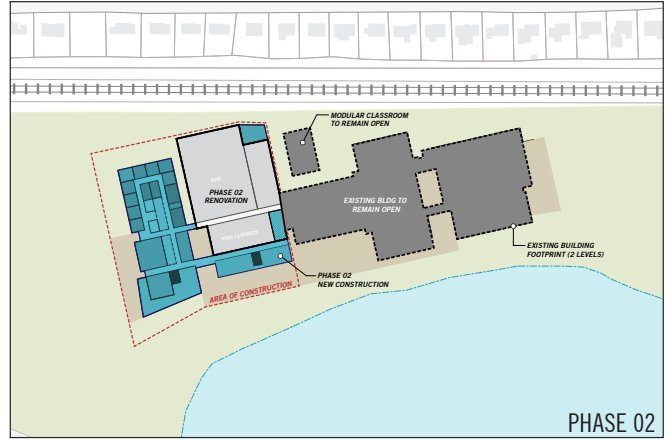 MODULAR CLASSROOM
TO REMAIN OPEN
GYM
PHASE 02
RENOVATION
EXISTING BLDG TO
REMAIN OPEN
EXISTING BUILDING
FOOTPRINT (2 LEVELS)
PHASE 02
NEW CONSTRUCTION
AREA OF CONSTRUCTION
PHASE 02